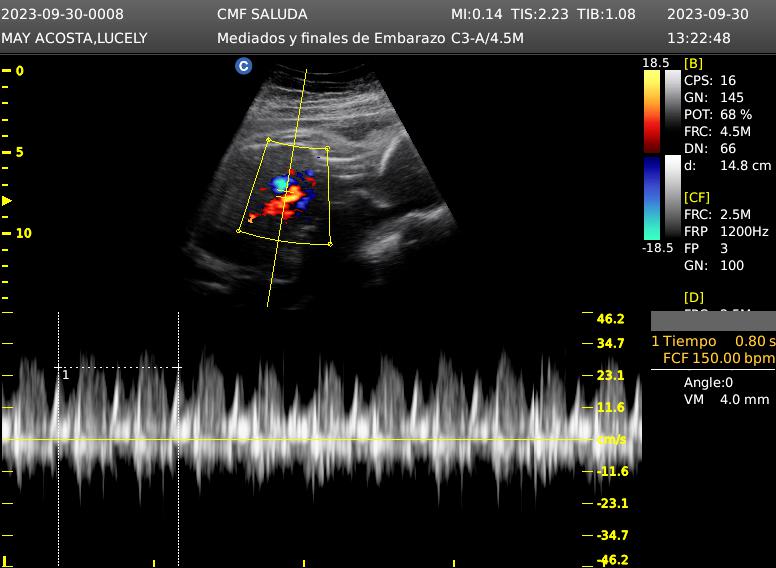 2023-09-30-0008 CMF SALUDA MI:0.14 TIS:2.23 TIB:1.08 2023-09-30
MAY ACOSTA,LUCELY Mediados y finales de Embarazo C3-A/4.5M 13:22:48
C
0
5
10
18.5
-18.5
[B]
CPS: 16
GN: 145
POT: 68 %
FRC: 4.5M
DN: 66
d: 14.8 cm
[CF]
FRC: 2.5M
FRP 1200Hz
FP 3
GN: 100
[D]
1 Tiempo 0.80 s
FCF 150.00 bpm
Angle:0
VM 4.0 mm
1
46.2
34.7
23.1
11.6
cm/s
-11.6
-23.1
-34.7
-46.2